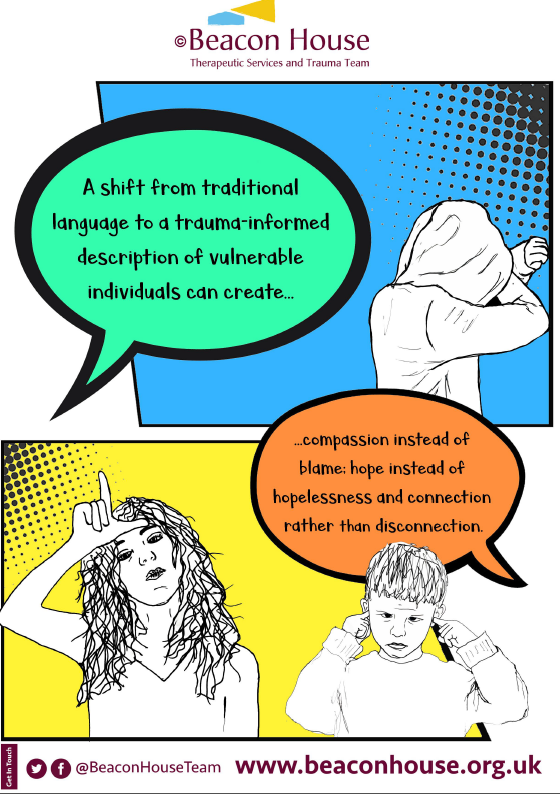 ©Beacon House
Therapeutic Services and Trauma Team
A shift from traditional
language to a trauma-informed
description of vulnerable
individuals can create...
...compassion instead of
blame; hope instead of
hopelessness and connection
rather than disconnection.
Get In Touch
@BeaconHouseTeam
www.beaconhouse.org.uk